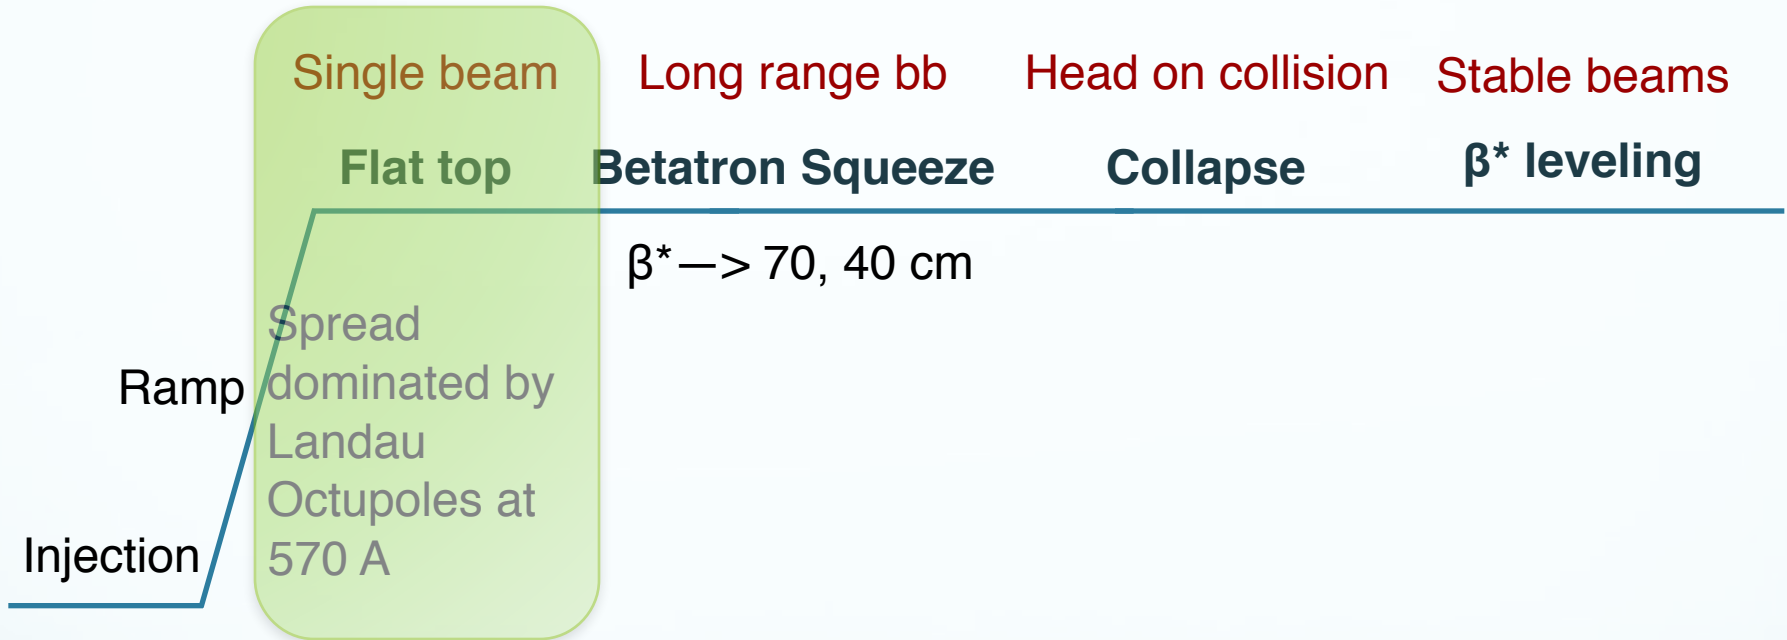 Single beam
Long range bb
Head on collision
Stable beams
Flat top
Betatron Squeeze
Collapse
β* leveling
β*—> 70, 40 cm
Spread
dominated by
Landau
Octupoles at
570 A
Ramp
Injection